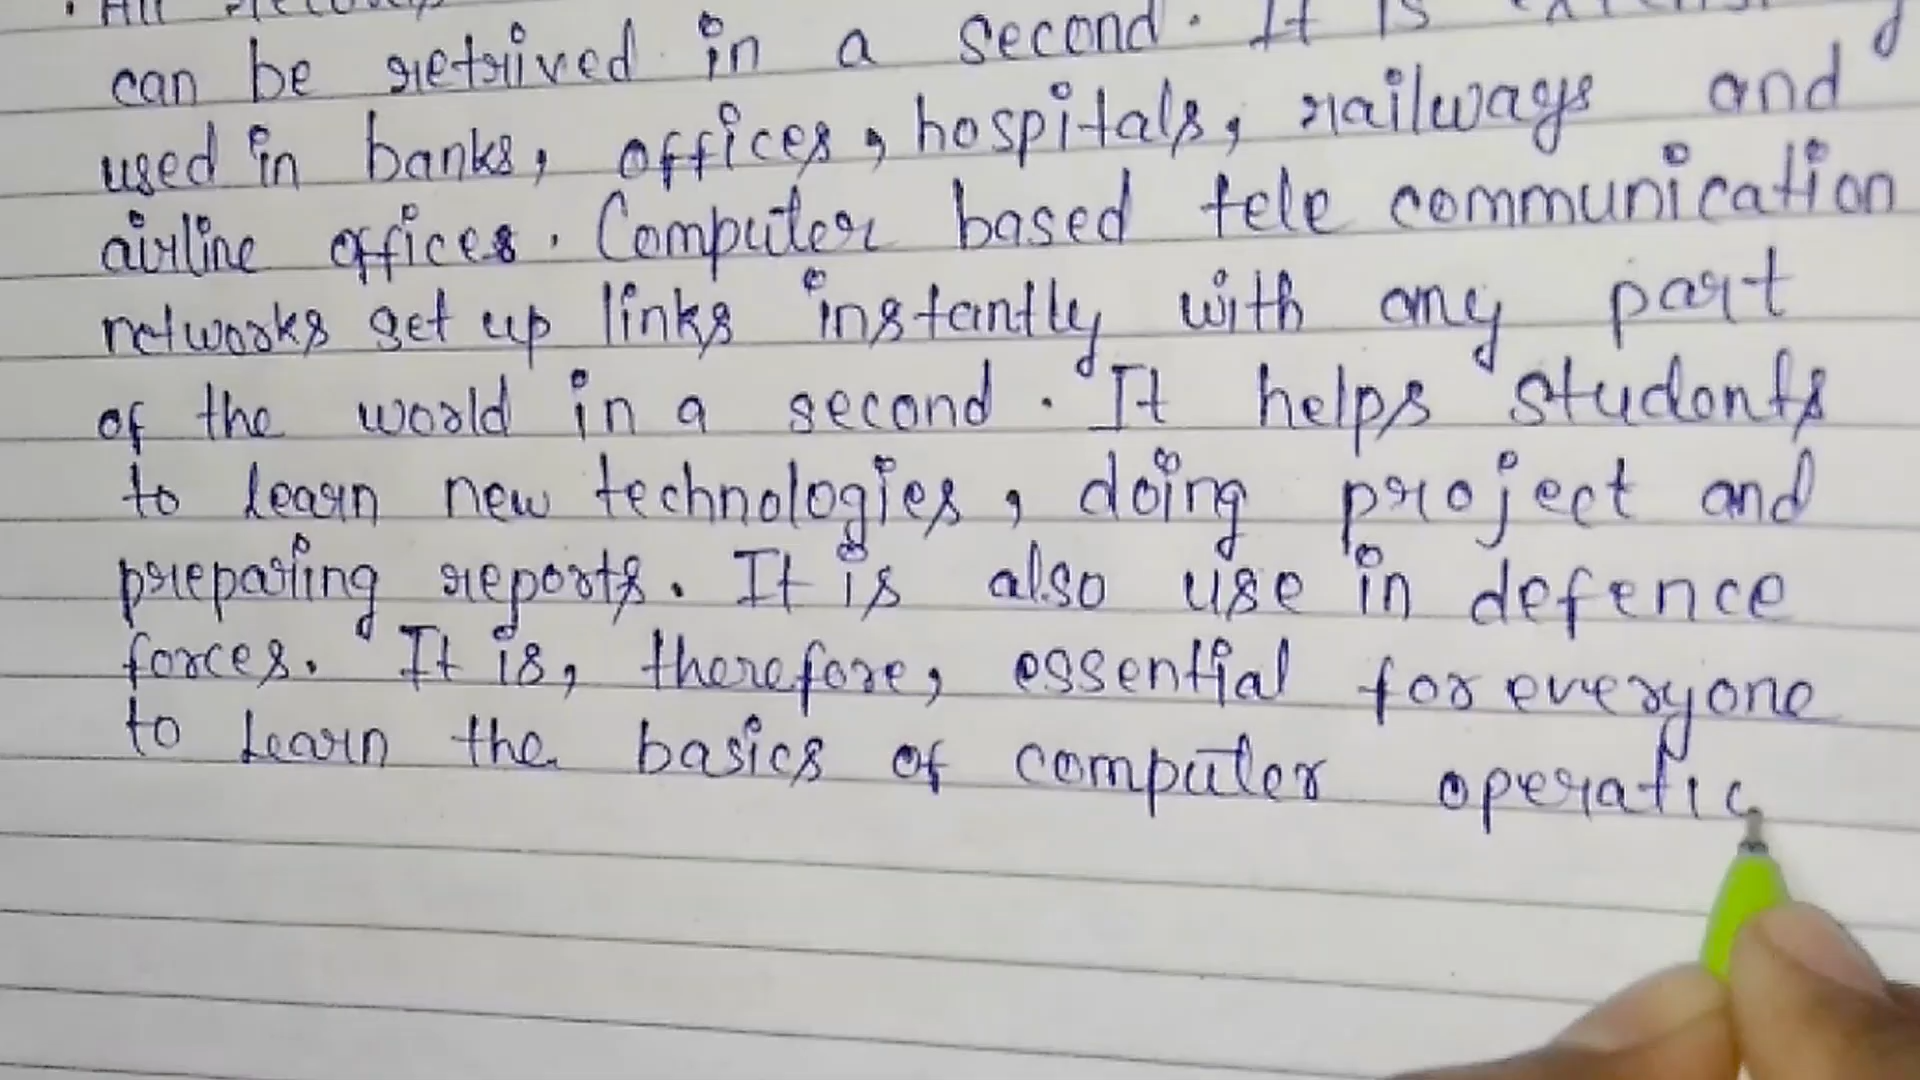 All
can be retrived in a second. It is
used in banks, offices, hospitals, railways and
airline offices. Computer based tele communication
networks set up links instantly with any part
of the world in a second. It helps students
to learn new technologies, doing project and
preparing reports. It is also use in defence
forces. It is, therefore, essential for everyone
to learn the basics of computer operatic